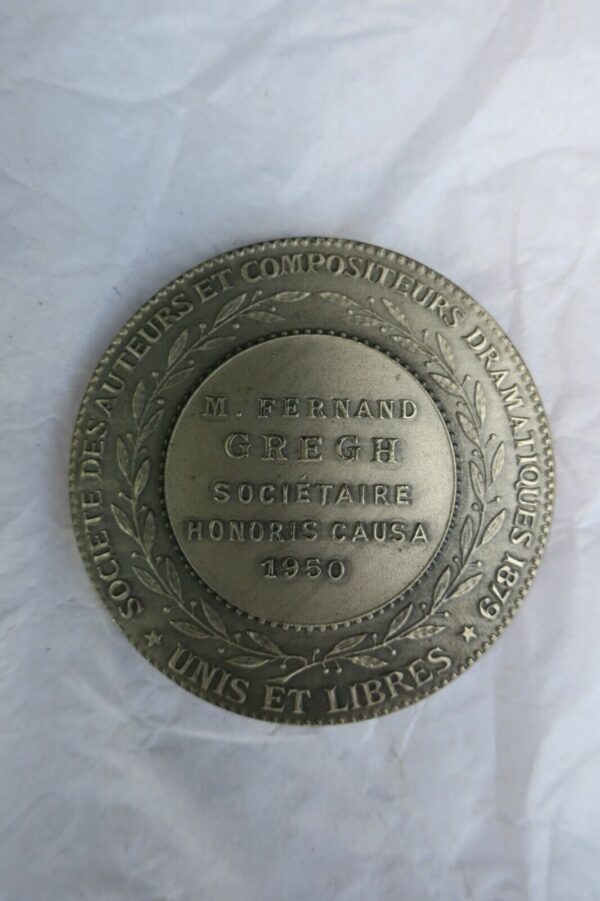 SOCIETE DES AUTEURS ET COMPOSITEURS DRAMATIQUES 1879
M. FERNAND
GREGH
SOCIÉTAIRE
HONORIS CAUSA
1950
★ UNIS ET LIBRES ★